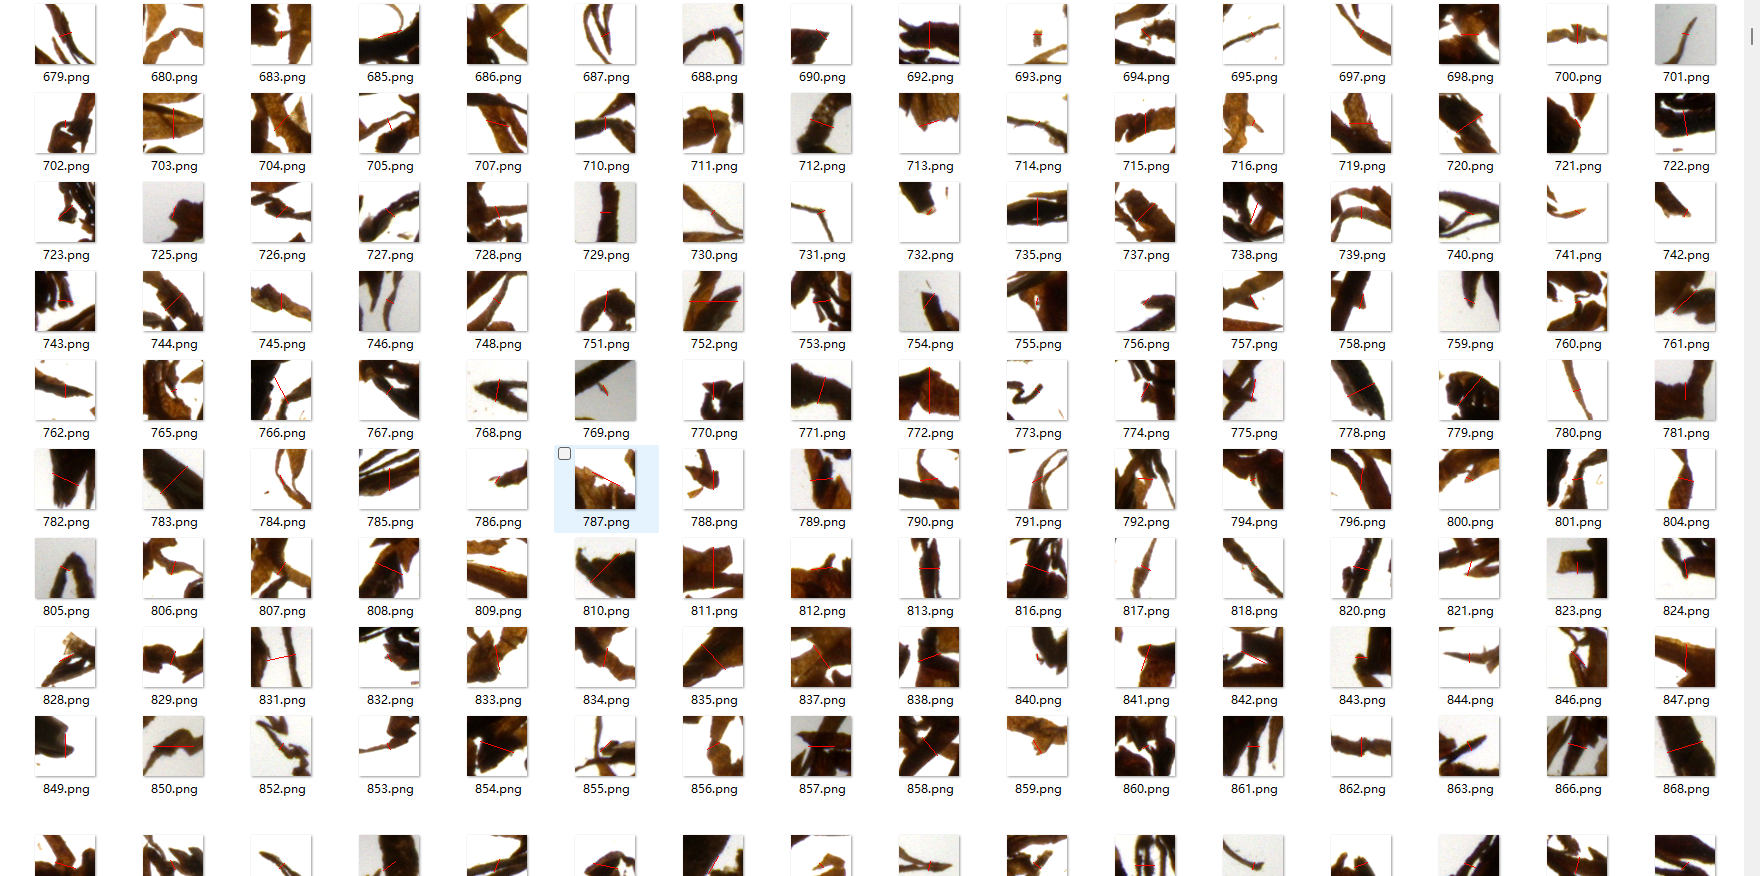 679.png 680.png 683.png 685.png 686.png 687.png 688.png 690.png 692.png 693.png 694.png 695.png 697.png 698.png 700.png 701.png
702.png 703.png 704.png 705.png 707.png 710.png 711.png 712.png 713.png 714.png 715.png 716.png 719.png 720.png 721.png 722.png
723.png 725.png 726.png 727.png 728.png 729.png 730.png 731.png 732.png 735.png 737.png 738.png 739.png 740.png 741.png 742.png
743.png 744.png 745.png 746.png 748.png 751.png 752.png 753.png 754.png 755.png 756.png 757.png 758.png 759.png 760.png 761.png
762.png 765.png 766.png 767.png 768.png 769.png 770.png 771.png 772.png 773.png 774.png 775.png 778.png 779.png 780.png 781.png
782.png 783.png 784.png 785.png 786.png 787.png 788.png 789.png 790.png 791.png 792.png 794.png 796.png 800.png 801.png 804.png
805.png 806.png 807.png 808.png 809.png 810.png 811.png 812.png 813.png 816.png 817.png 818.png 820.png 821.png 823.png 824.png
828.png 829.png 831.png 832.png 833.png 834.png 835.png 837.png 838.png 840.png 841.png 842.png 843.png 844.png 846.png 847.png
849.png 850.png 852.png 853.png 854.png 855.png 856.png 857.png 858.png 859.png 860.png 861.png 862.png 863.png 866.png 868.png